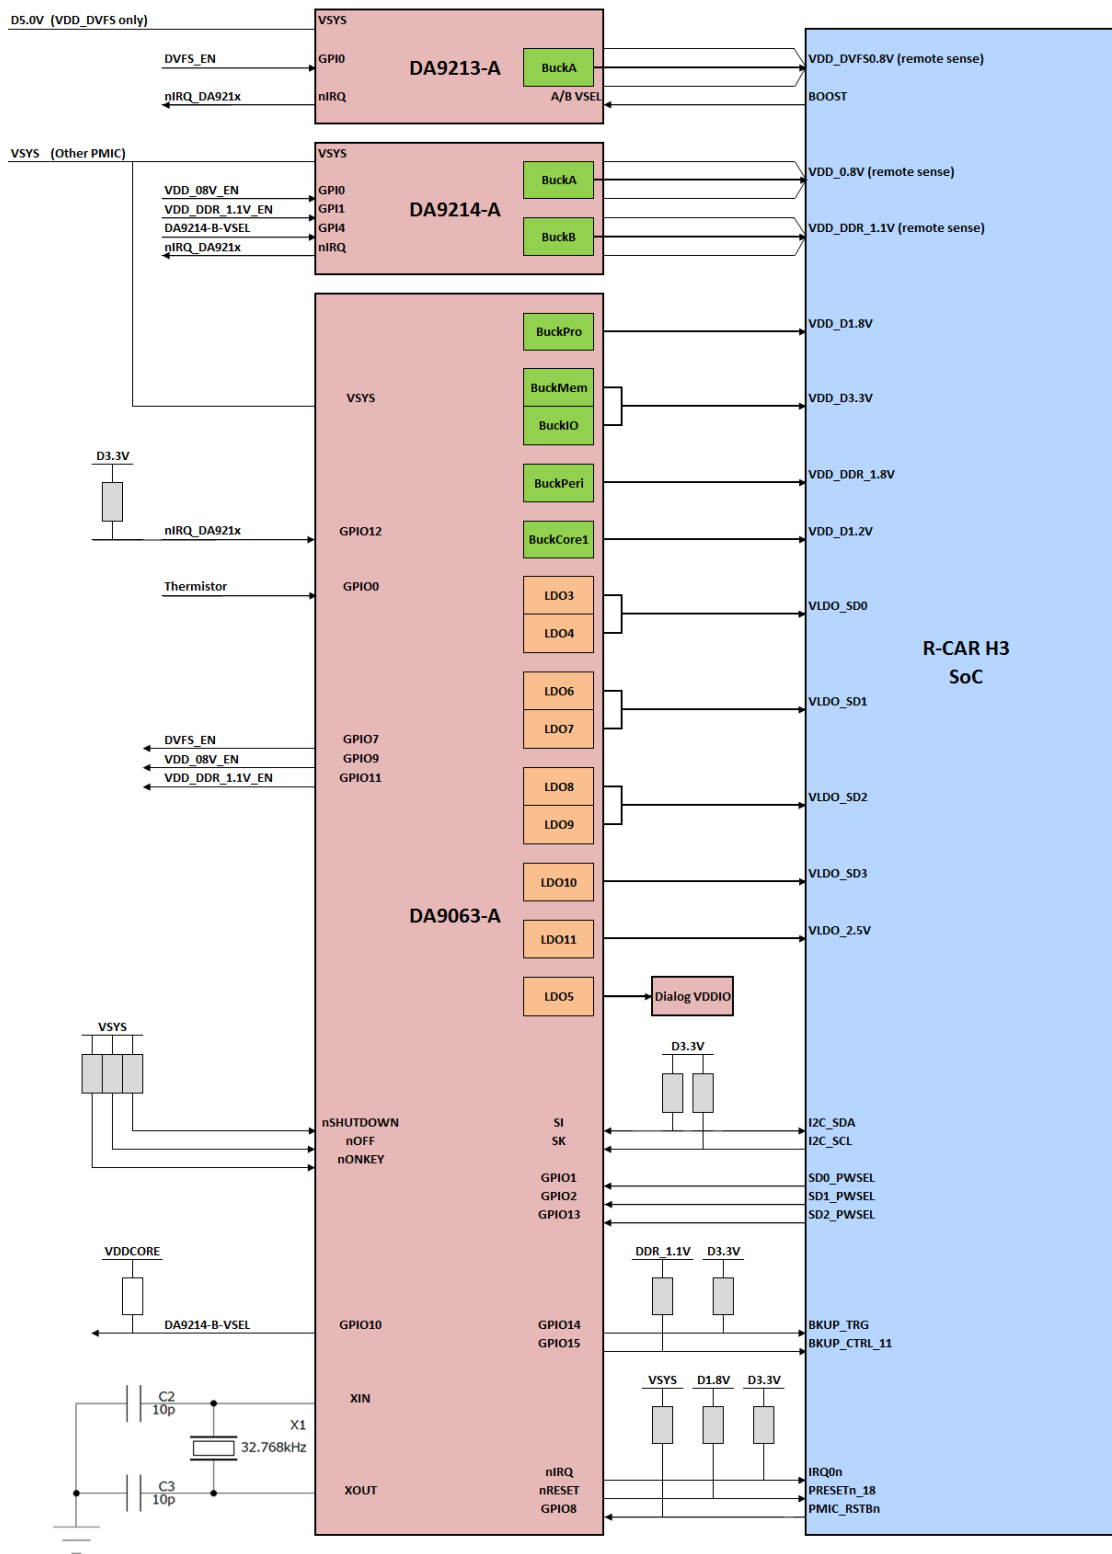 D5.0V (VDD_DVFS only)
VSYS
DVFS_EN
GPI0
nIRQ_DA921x
nIRQ
DA9213-A
BuckA
A/B VSEL
VDD_DVFS0.8V (remote sense)
BOOST
VSYS (Other PMIC)
VSYS
VDD_08V_EN
GPI0
VDD_DDR_1.1V_EN
GPI1
DA9214-B-VSEL
GPI4
nIRQ_DA921x
nIRQ
DA9214-A
BuckA
BuckB
VDD_0.8V (remote sense)
VDD_DDR_1.1V (remote sense)
BuckPro
VDD_D1.8V
BuckMem
VSYS
VDD_D3.3V
BuckIO
D3.3V
BuckPeri
VDD_DDR_1.8V
nIRQ_DA921x
GPIO12
BuckCore1
VDD_D1.2V
Thermistor
GPIO0
LDO3
LDO4
VLDO_SD0
R-CAR H3
SoC
LDO6
LDO7
VLDO_SD1
DVFS_EN
GPIO7
VDD_08V_EN
GPIO9
VDD_DDR_1.1V_EN
GPIO11
LDO8
LDO9
VLDO_SD2
LDO10
VLDO_SD3
DA9063-A
LDO11
VLDO_2.5V
LDO5
Dialog VDDIO
VSYS
D3.3V
nSHUTDOWN
nOFF
nONKEY
SI
SK
I2C_SDA
I2C_SCL
GPIO1
GPIO2
GPIO13
SD0_PWSEL
SD1_PWSEL
SD2_PWSEL
VDDCORE
DDR_1.1V
D3.3V
DA9214-B-VSEL
GPIO10
GPIO14
GPIO15
BKUP_TRG
BKUP_CTRL_11
VSYS
D1.8V
D3.3V
C2
10p
XIN
X1
32.768kHz
C3
10p
XOUT
nIRQ
nRESET
GPIO8
IRQ0n
PRESETn_18
PMIC_RSTBn